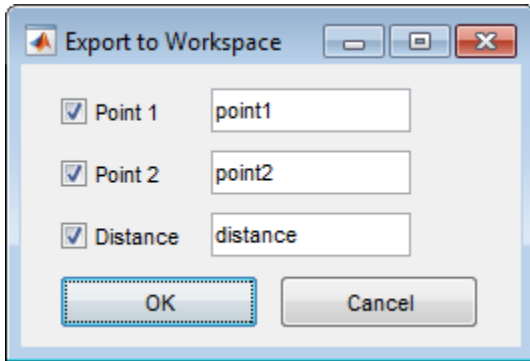 Export to Workspace
Point 1 point1
Point 2 point2
Distance distance
OK Cancel